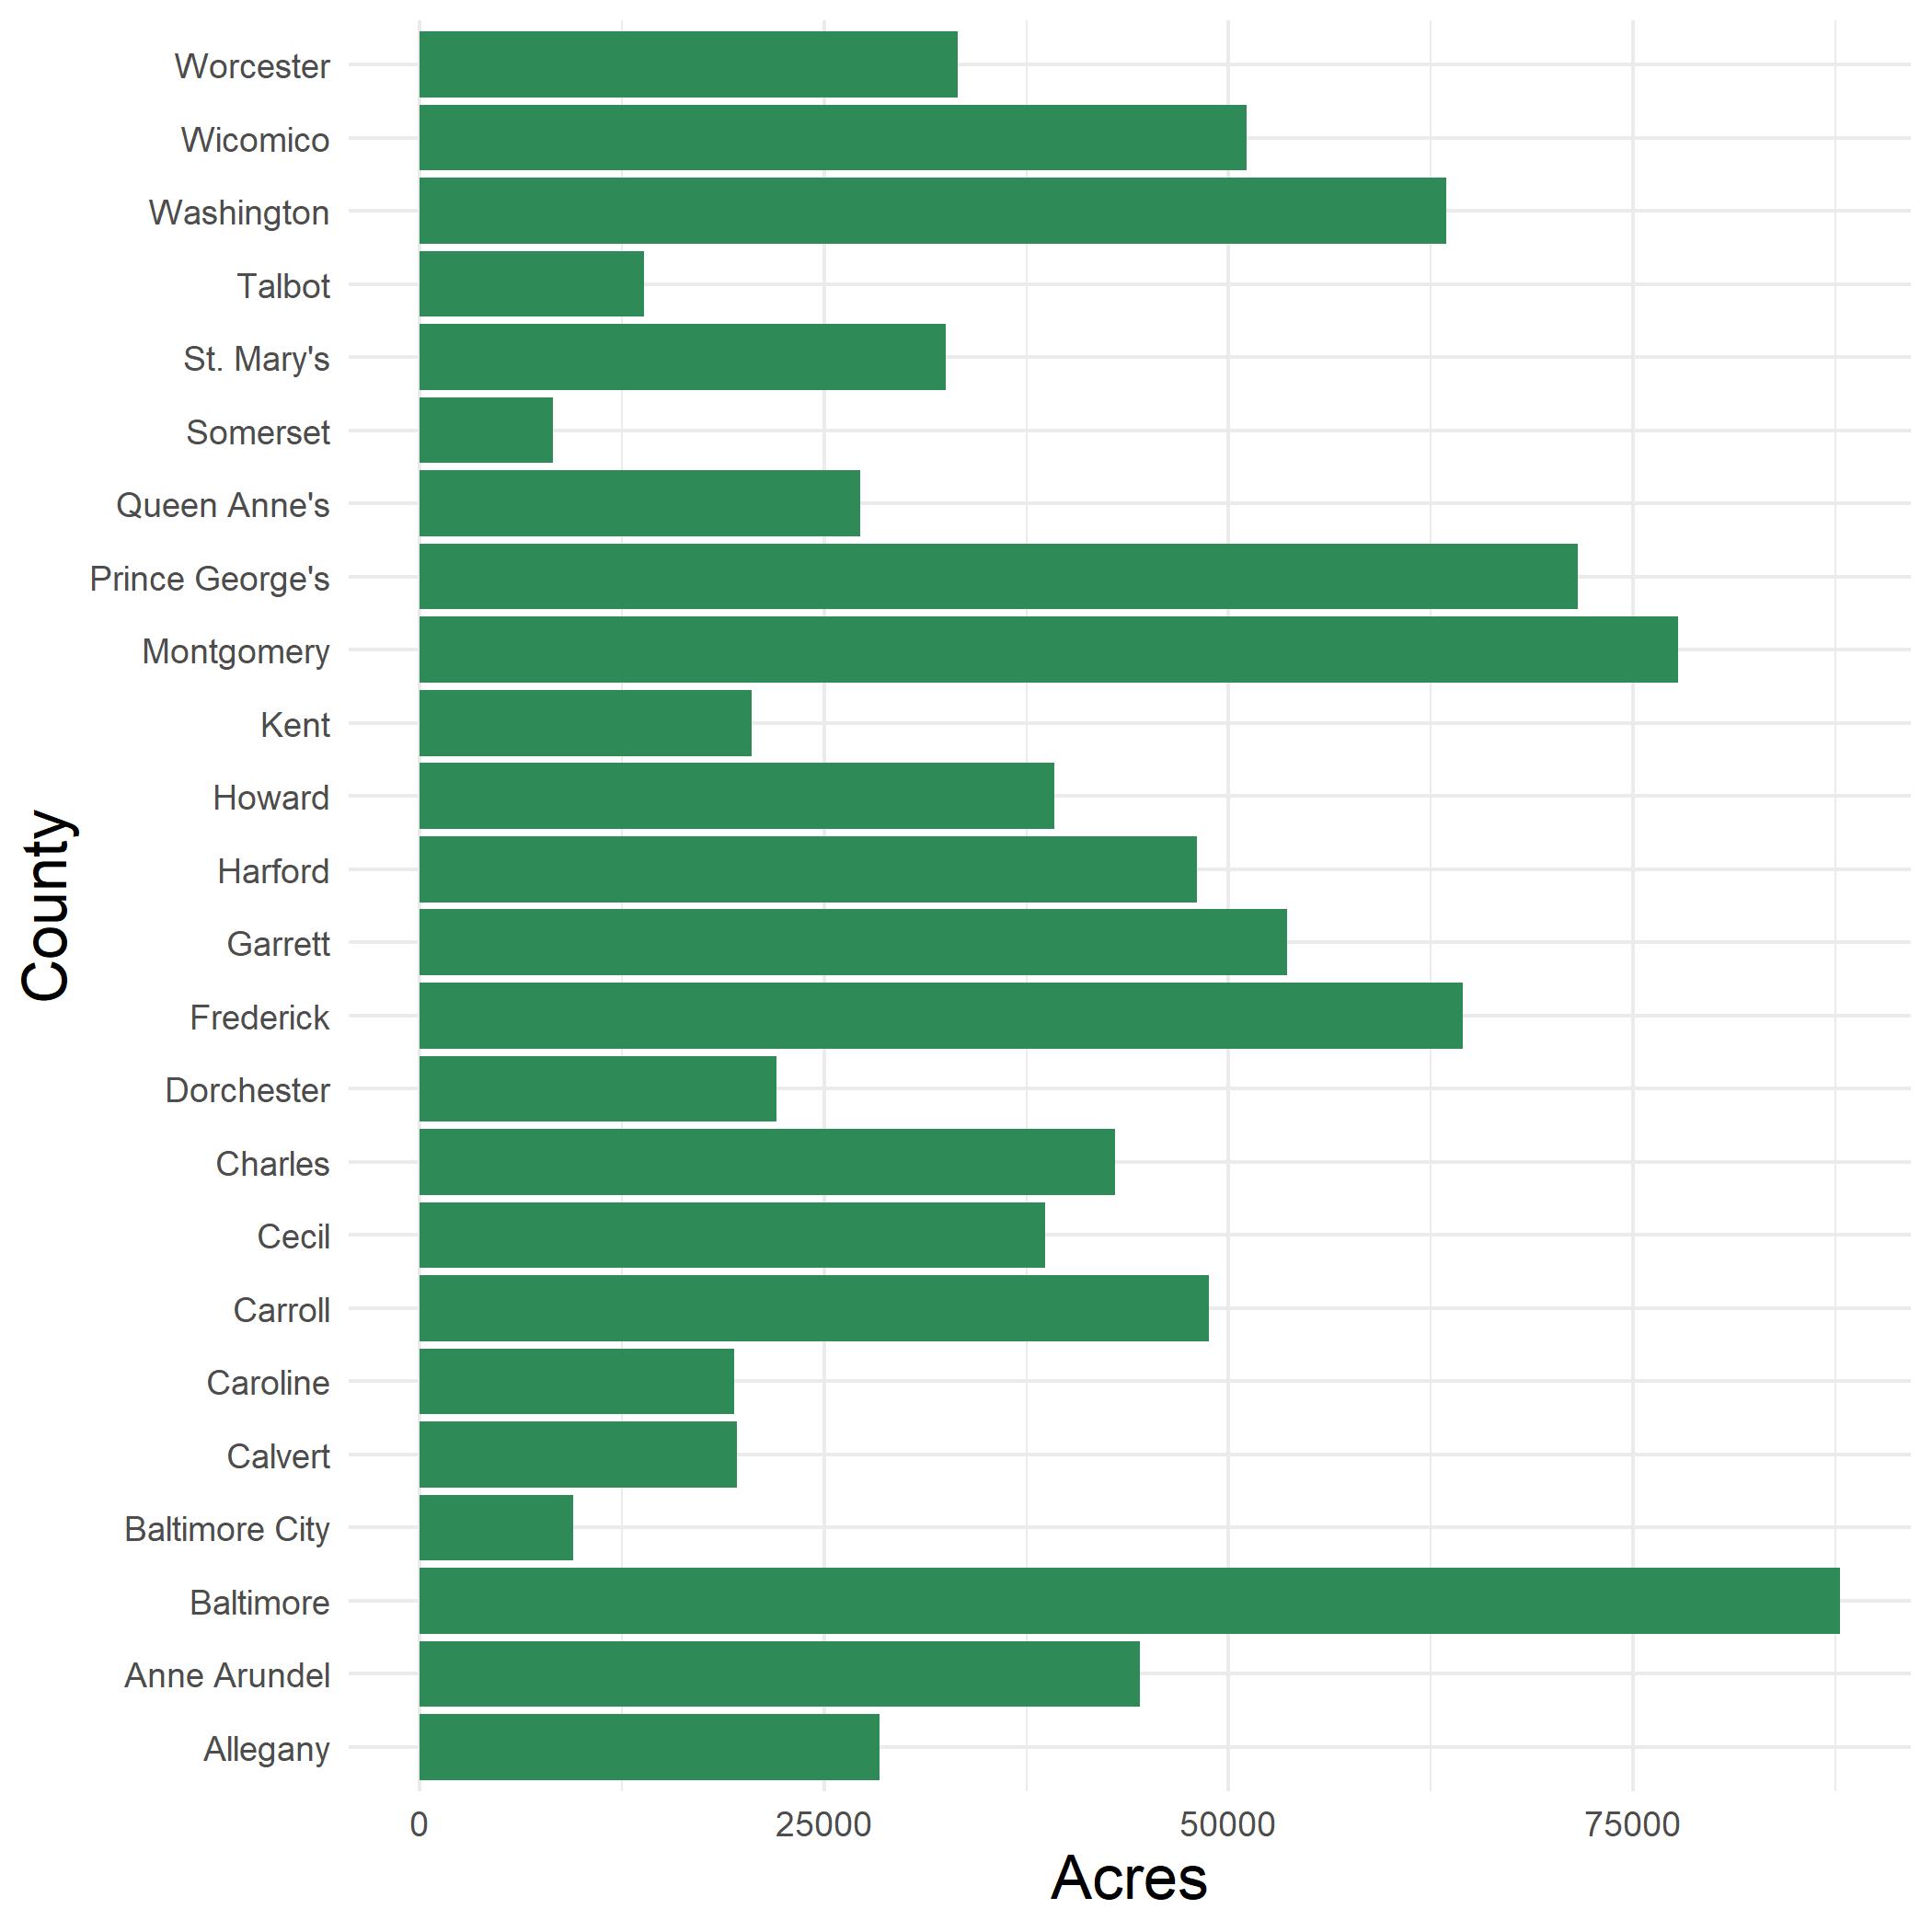 Worcester
Wicomico
Washington
Talbot
St. Mary's
Somerset
Queen Anne's
Prince George's
Montgomery
Kent
Howard
Harford
Garrett
Frederick
Dorchester
Charles
Cecil
Carroll
Caroline
Calvert
Baltimore City
Baltimore
Anne Arundel
Allegany
County
0 25000 50000 75000
Acres